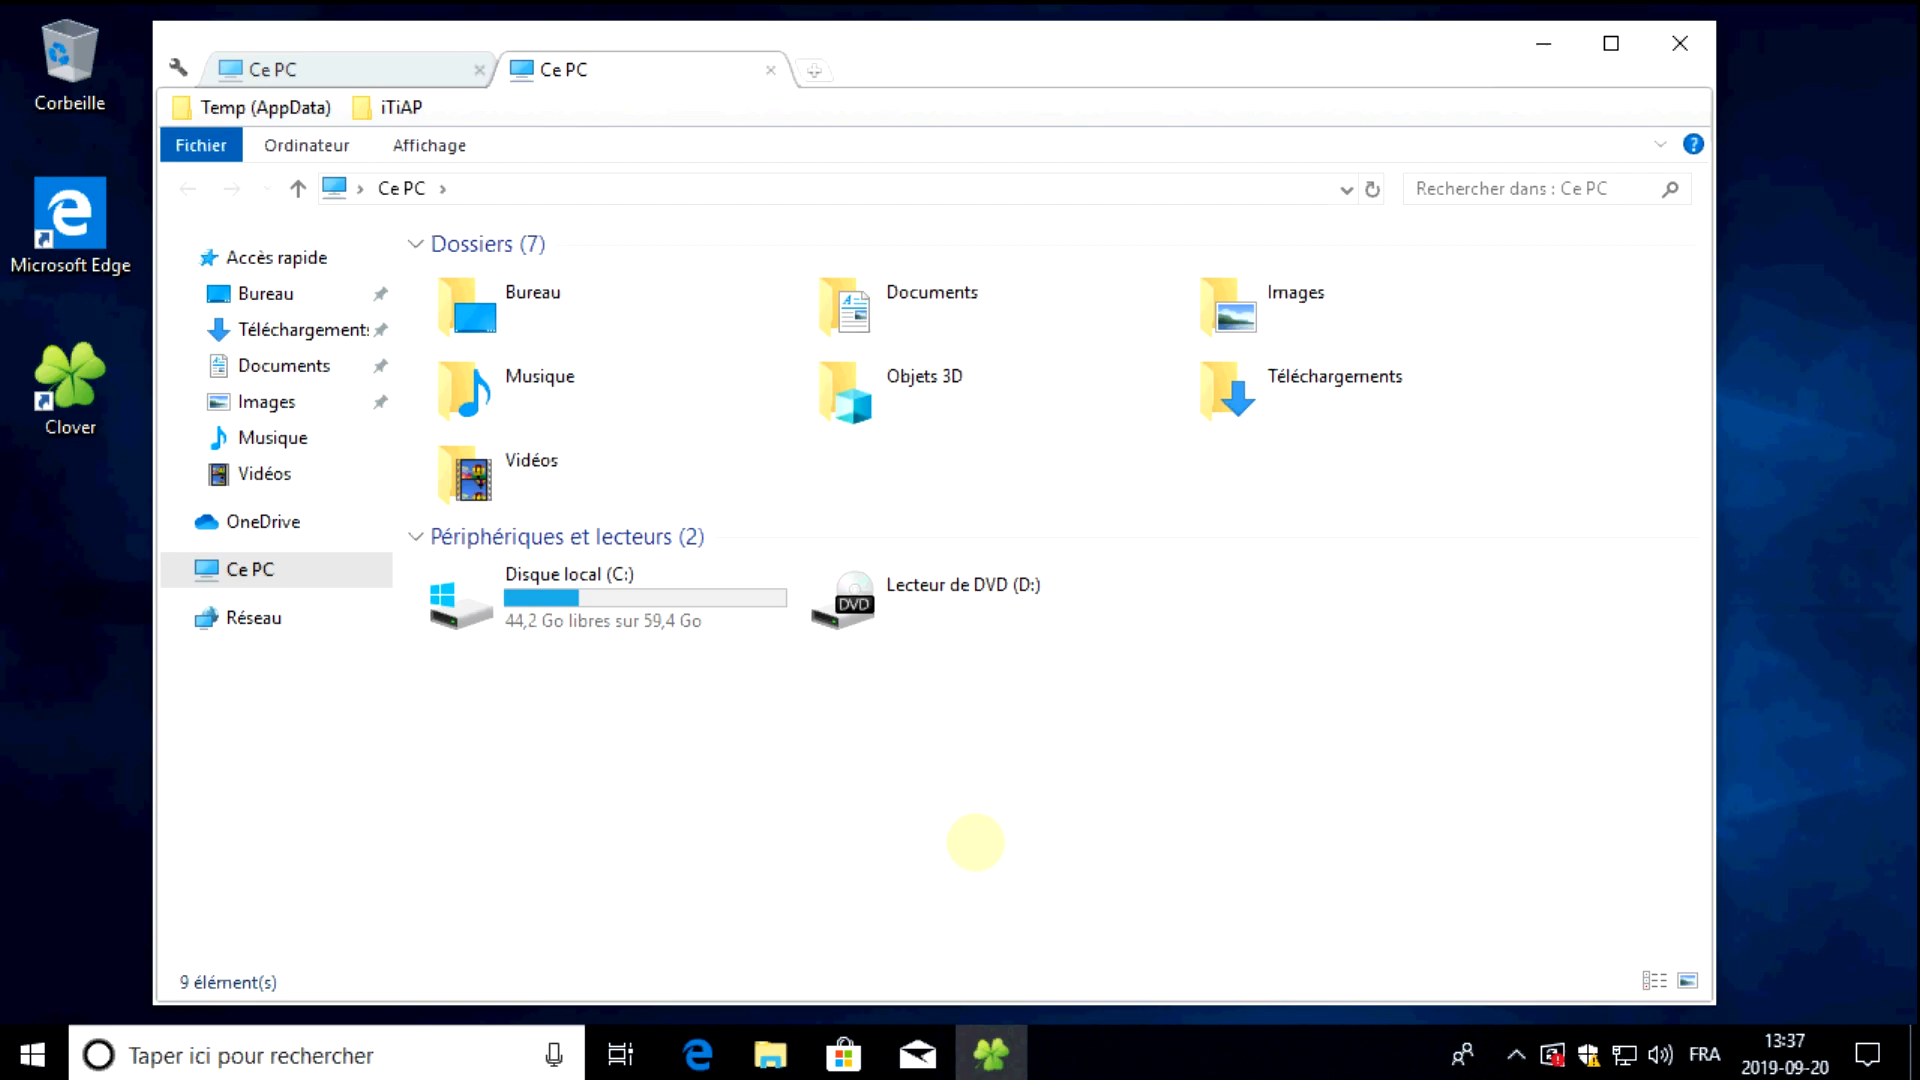 Corbeille
Microsoft Edge
Clover
Ce PC
Ce PC
Temp (AppData)
iTiAP
Fichier
Ordinateur
Affichage
Ce PC
Rechercher dans : Ce PC
Accès rapide
Bureau
Téléchargements
Documents
Images
Musique
Vidéos
OneDrive
Ce PC
Réseau
Dossiers (7)
Bureau
Documents
Images
Musique
Objets 3D
Téléchargements
Vidéos
Périphériques et lecteurs (2)
Disque local (C:)
44,2 Go libres sur 59,4 Go
DVD
Lecteur de DVD (D:)
9 élément(s)
Taper ici pour rechercher
FRA
13:37
2019-09-20